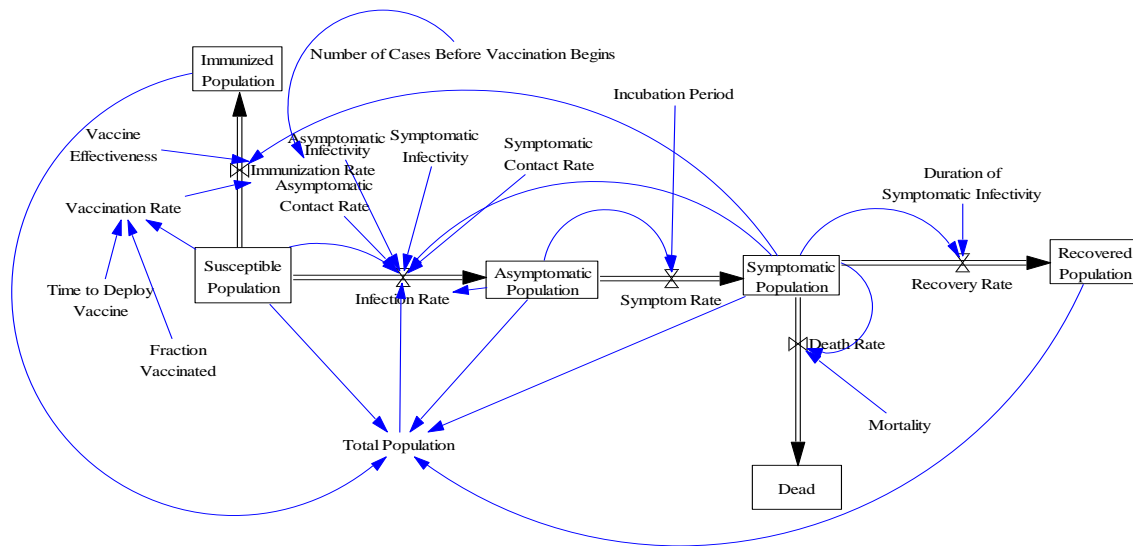 Number of Cases Before Vaccination Begins
Immunized
Population
Incubation Period
Vaccine
Effectiveness
Asymptomatic
Infectivity
Symptomatic
Infectivity
Symptomatic
Contact Rate
Immunization Rate
Asymptomatic
Contact Rate
Duration of
Symptomatic Infectivity
Vaccination Rate
Susceptible
Population
Infection Rate
Asymptomatic
Population
Symptom Rate
Symptomatic
Population
Recovery Rate
Recovered
Population
Time to Deploy
Vaccine
Fraction
Vaccinated
Death Rate
Mortality
Total Population
Dead